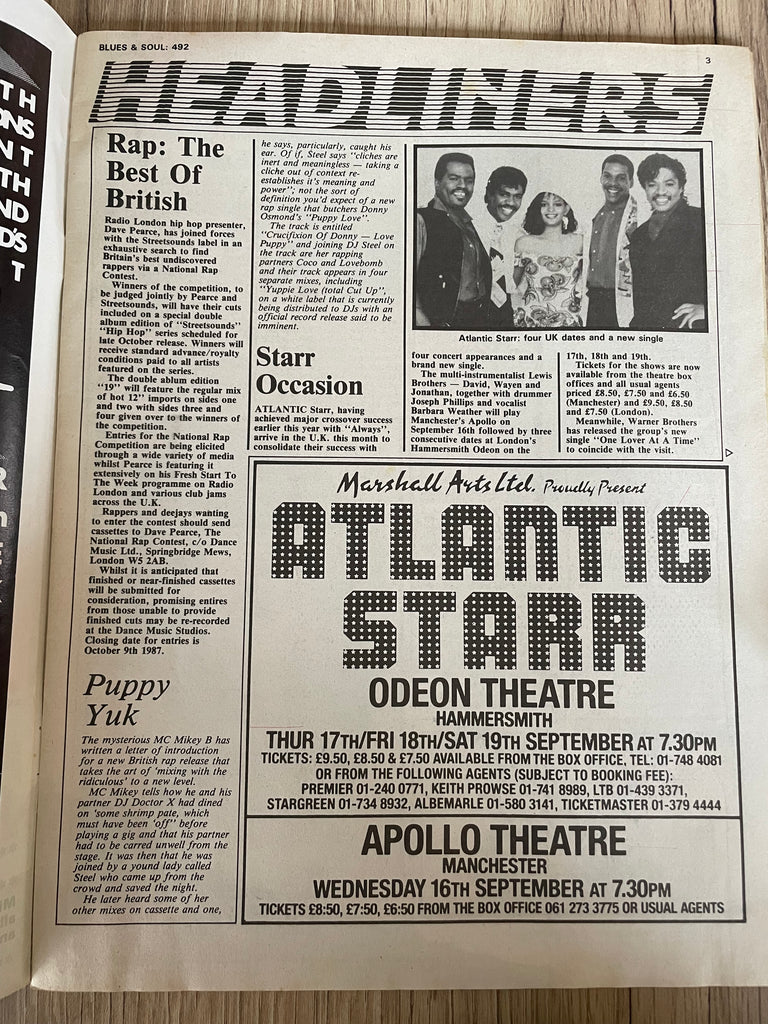 BLUES & SOUL: 492
3
HEADLINERS
Rap: The
Best Of
British
Radio London hip hop presenter,
Dave Pearce, has joined forces
with the Streetsounds label in an
exhaustive search to find
Britain's best undiscovered
rappers via a National Rap
Contest.
Winners of the competition, to
be judged jointly by Pearce and
Streetsounds, will have their cuts
included on a special double
album edition of "Streetsounds"
"Hip Hop" series scheduled for
late October release. Winners will
receive standard advance/royalty
conditions paid to all artists
featured on the series.
The double ablum edition
"19" will feature the regular mix
of hot 12" imports on sides one
and two with sides three and
four given over to the winners of
the competition.
Entries for the National Rap
Competition are being elicited
through a wide variety of media
whilst Pearce is featuring it
extensively on his Fresh Start To
The Week programme on Radio
London and various club jams
across the U.K.
Rappers and deejays wanting
to enter the contest should send
cassettes to Dave Pearce, The
National Rap Contest, c/o Dance
Music Ltd., Springbridge Mews,
London W5 2AB.
Whilst it is anticipated that
finished or near-finished cassettes
will be submitted for
consideration, promising entires
from those unable to provide
finished cuts may be re-recorded
at the Dance Music Studios.
Closing date for entries is
October 9th 1987.
Puppy
Yuk
The mysterious MC Mikey B has
written a letter of introduction
for a new British rap release that
takes the art of 'mixing with the
ridiculous' to a new level.
MC Mikey tells how he and his
partner DJ Doctor X had dined
on 'some shrimp pate, which
must have been 'off'' before
playing a gig and that his partner
had to be carred unwell from the
stage. It was then that he was
joined by a yound lady called
Steel who came up from the
crowd and saved the night.
He later heard some of her
other mixes on cassette and one,
he says, particularly, caught his
ear. Of if, Steel says "cliches are
inert and meaningless — taking a
cliche out of context re-
establishes it's meaning and
power"; not the sort of
definition you'd expect of a new
rap single that butchers Donny
Osmond's "Puppy Love".
The track is entitled
"Crucifixion Of Donny — Love
Puppy" and joining DJ Steel on
the track are her rapping
partners Coco and Lovebomb
and their track appears in four
separate mixes, including
"Yuppie Love (total Cut Up",
on a white label that is currently
being distributed to DJs with an
official record release said to be
imminent.
Starr
Occasion
ATLANTIC Starr, having
achieved major crossover success
earlier this year with "Always",
arrive in the U.K. this month to
consolidate their success with
Atlantic Starr: four UK dates and a new single
four concert appearances and a
brand new single.
The multi-instrumentalist Lewis
Brothers — David, Wayen and
Jonathan, together with drummer
Joseph Phillips and vocalist
Barbara Weather will play
Manchester's Apollo on
September 16th followed by three
consecutive dates at London's
Hammersmith Odeon on the
17th, 18th and 19th.
Tickets for the shows are now
available from the theatre box
offices and all usual agents
priced £8.50, £7.50 and £6.50
(Manchester) and £9.50, £8.50
and £7.50 (London).
Meanwhile, Warner Brothers
has released the group's new
single "One Lover At A Time"
to coincide with the visit.
Marshall Arts Ltd. Proudly Present
ATLANTIC
STARR
ODEON THEATRE
HAMMERSMITH
THUR 17TH/FRI 18TH/SAT 19TH SEPTEMBER AT 7.30PM
TICKETS: £9.50, £8.50 & £7.50 AVAILABLE FROM THE BOX OFFICE, TEL: 01-748 4081
OR FROM THE FOLLOWING AGENTS (SUBJECT TO BOOKING FEE):
PREMIER 01-240 0771, KEITH PROWSE 01-741 8989, LTB 01-439 3371,
STARGREEN 01-734 8932, ALBEMARLE 01-580 3141, TICKETMASTER 01-379 4444
APOLLO THEATRE
MANCHESTER
WEDNESDAY 16TH SEPTEMBER AT 7.30PM
TICKETS £8:50, £7:50, £6:50 FROM THE BOX OFFICE 061 273 3775 OR USUAL AGENTS